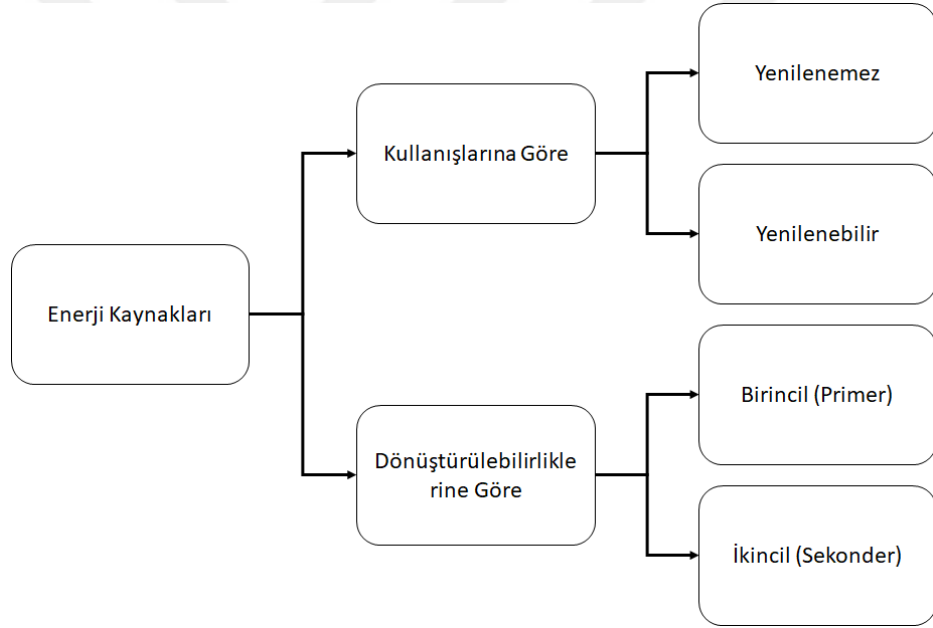 Enerji Kaynakları
Kullanışlarına Göre
Yenilenemez
Yenilenebilir
Dönüştürülebilirlikle
rine Göre
Birincil (Primer)
İkincil (Sekonder)